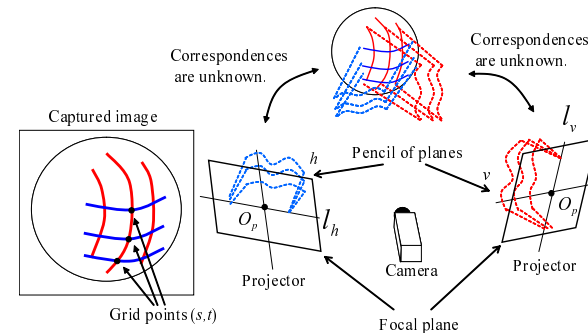 Correspondences
are unknown.
Correspondences
are unknown.
Captured image
l_v
h
Pencil of planes
v
O_p
l_h
O_p
Projector
Camera
Projector
Grid points (s,t)
Focal plane